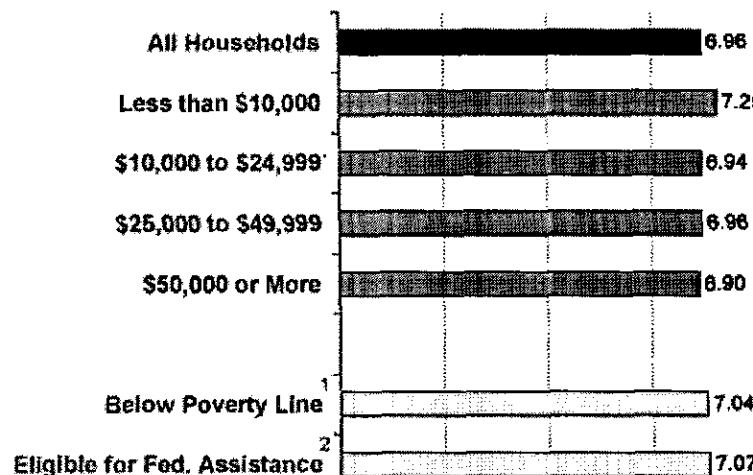 All Households 6.96
Less than $10,000 7.2
$10,000 to $24,999 6.94
$25,000 to $49,999 6.96
$50,000 or More 6.90
1
Below Poverty Line 7.04
2
Eligible for Fed. Assistance 7.07